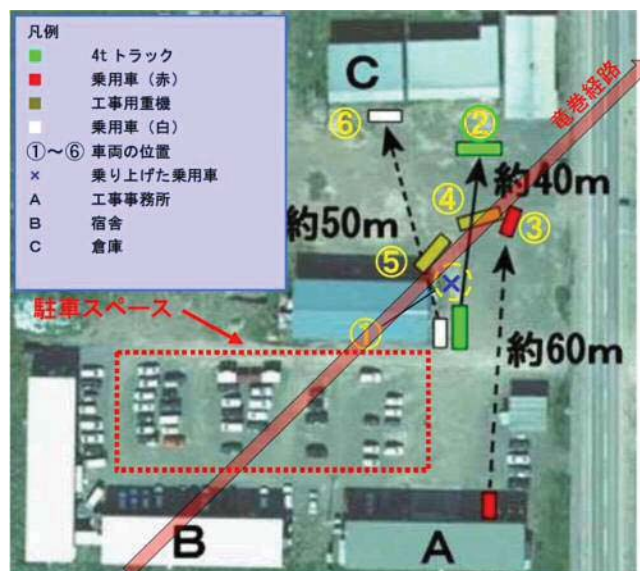 凡例
4t トラック
乗用車（赤）
工事用重機
乗用車（白）
①～⑥ 車両の位置
× 乗り上げた乗用車
A 工事事務所
B 宿舎
C 倉庫
C
竜巻経路
⑥
②
④
約40m
③
約50m
⑤
駐車スペース
×
①
約60m
B
A